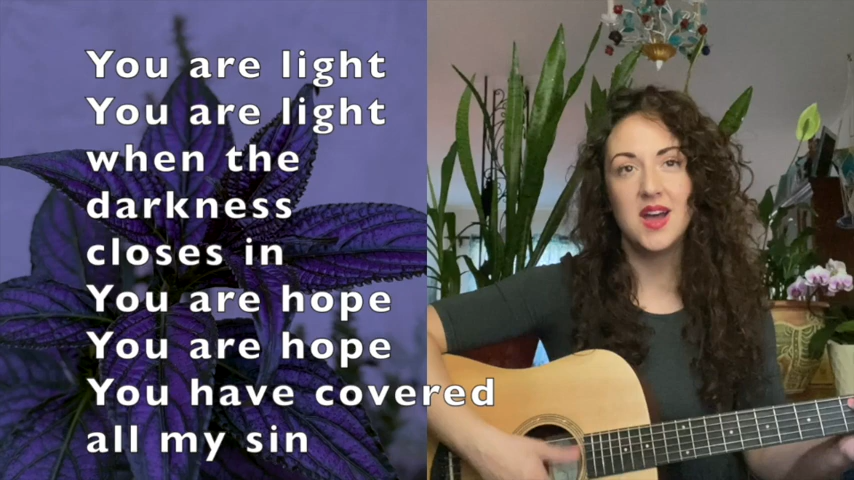 You are light
You are light
when the
darkness
closes in
You are hope
You are hope
You have covered
all my sin